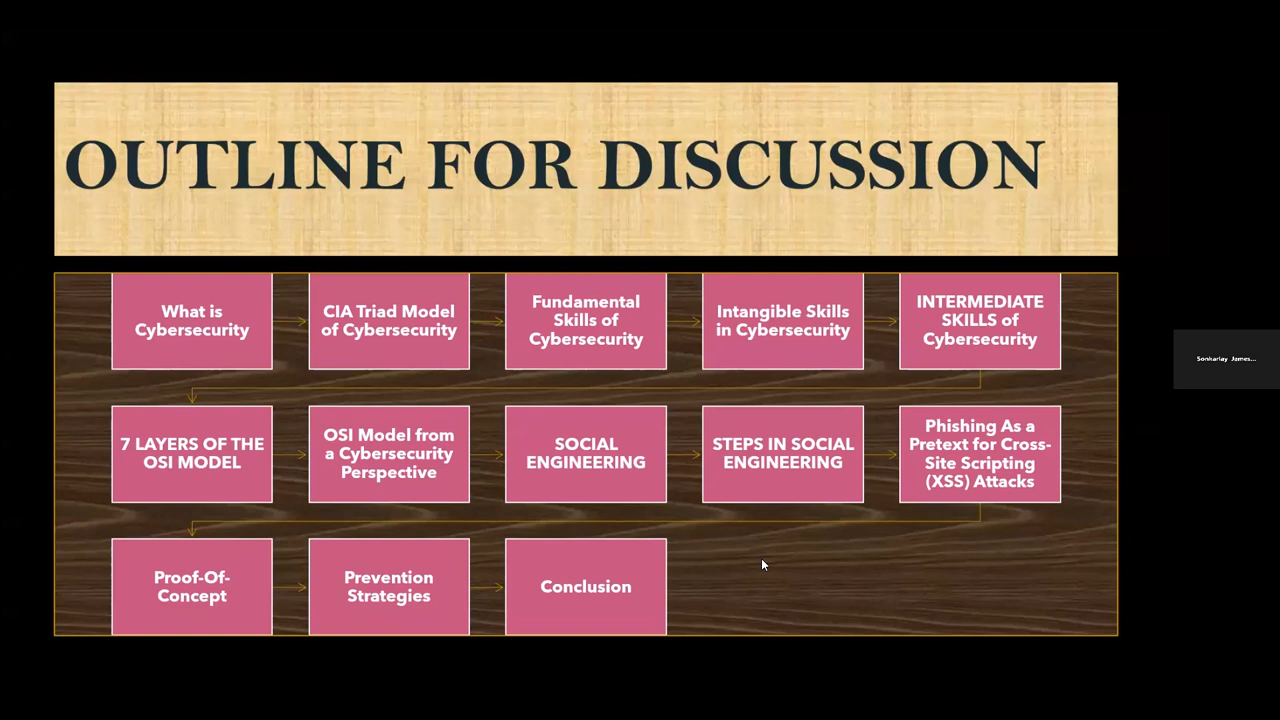 OUTLINE FOR DISCUSSION
What is
Cybersecurity
CIA Triad Model
of Cybersecurity
Fundamental
Skills of
Cybersecurity
Intangible Skills
in Cybersecurity
INTERMEDIATE
SKILLS of
Cybersecurity
7 LAYERS OF THE
OSI MODEL
OSI Model from
a Cybersecurity
Perspective
SOCIAL
ENGINEERING
STEPS IN SOCIAL
ENGINEERING
Phishing As a
Pretext for Cross-
Site Scripting
(XSS) Attacks
Proof-Of-
Concept
Prevention
Strategies
Conclusion
Sonkarlay James...